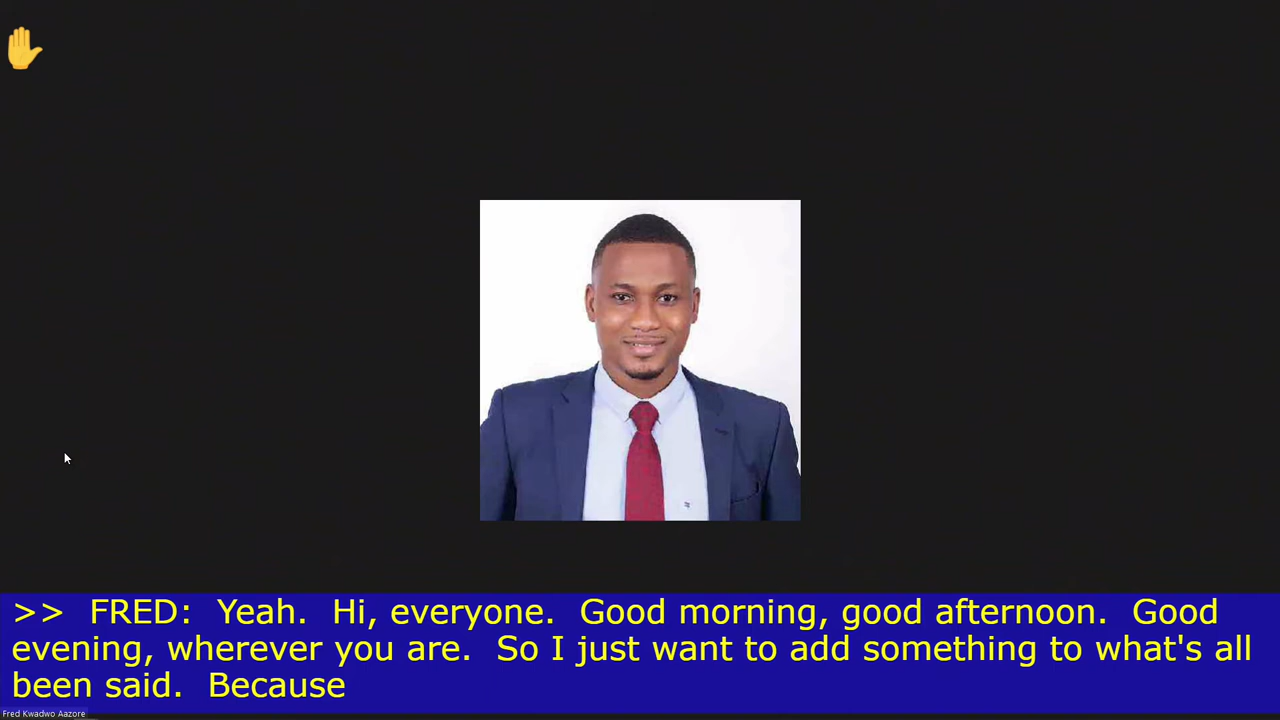 >>  FRED:  Yeah.  Hi, everyone.  Good morning, good afternoon.  Good
evening, wherever you are.  So I just want to add something to what's all
been said.  Because
Fred Kwadwo Aazore